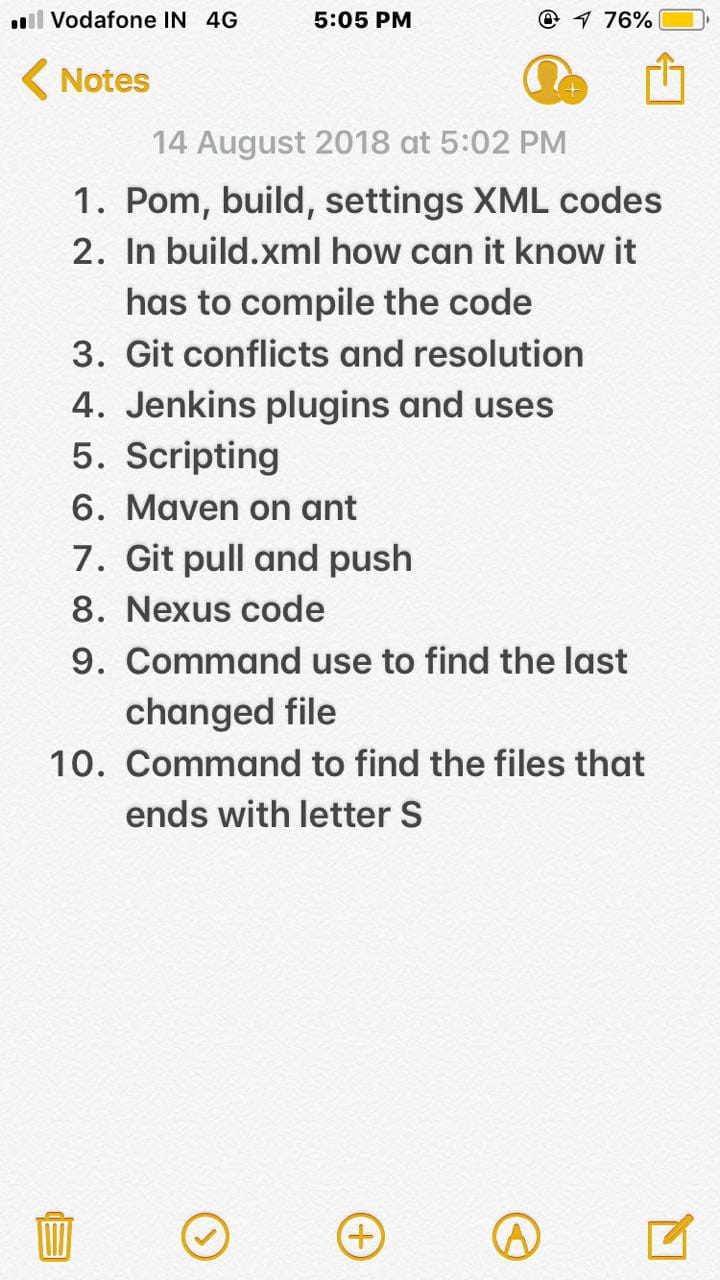 Vodafone IN 4G 5:05 PM 76%
Notes
14 August 2018 at 5:02 PM
1. Pom, build, settings XML codes
2. In build.xml how can it know it
has to compile the code
3. Git conflicts and resolution
4. Jenkins plugins and uses
5. Scripting
6. Maven on ant
7. Git pull and push
8. Nexus code
9. Command use to find the last
changed file
10. Command to find the files that
ends with letter S